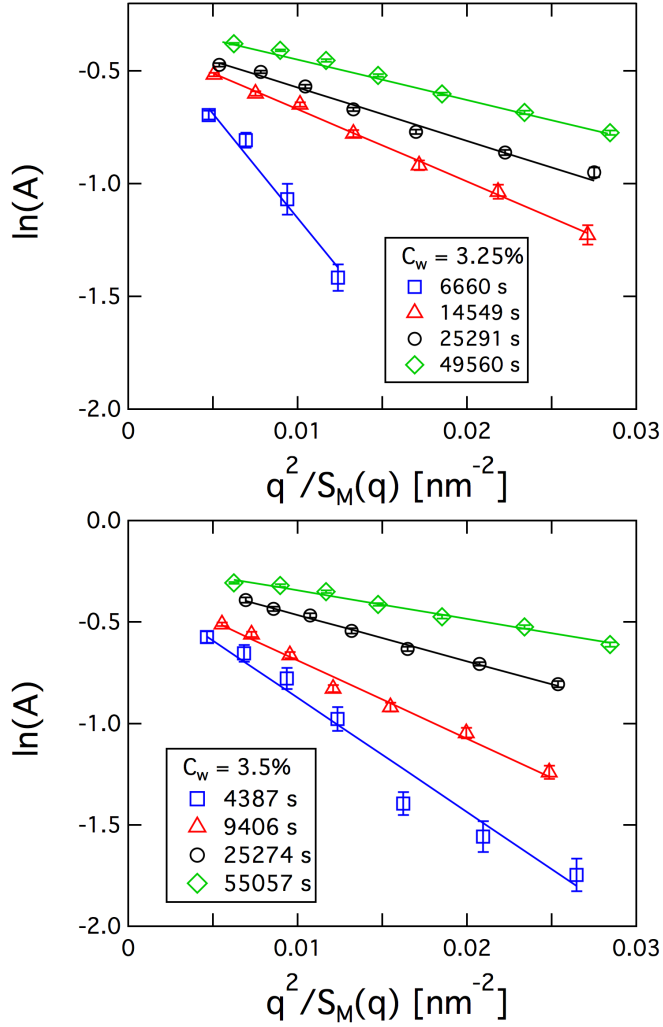 -0.5
-1.0
-1.5
-2.0
ln(A)
C_w = 3.25%
6660 s
14549 s
25291 s
49560 s
0 0.01 0.02 0.03
q²/S_M(q) [nm⁻²]
0.0
-0.5
-1.0
-1.5
-2.0
ln(A)
C_w = 3.5%
4387 s
9406 s
25274 s
55057 s
0 0.01 0.02 0.03
q²/S_M(q) [nm⁻²]